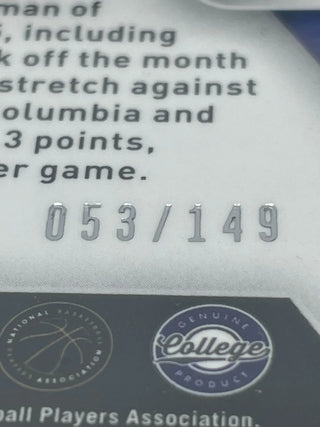 man of
, including
k off the month
stretch against
olumbia and
3 points,
er game.
053/149
NATIONAL BASKETBALL
PLAYERS ASSOCIATION
GENUINE
College
PRODUCT
ball Players Association.